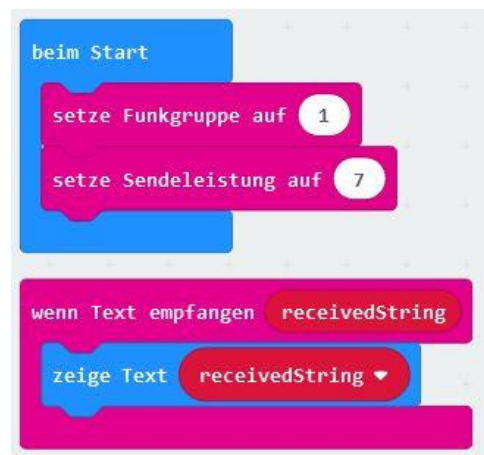 beim Start
setze Funkgruppe auf 1
setze Sendeleistung auf 7
wenn Text empfangen receivedString
zeige Text receivedString